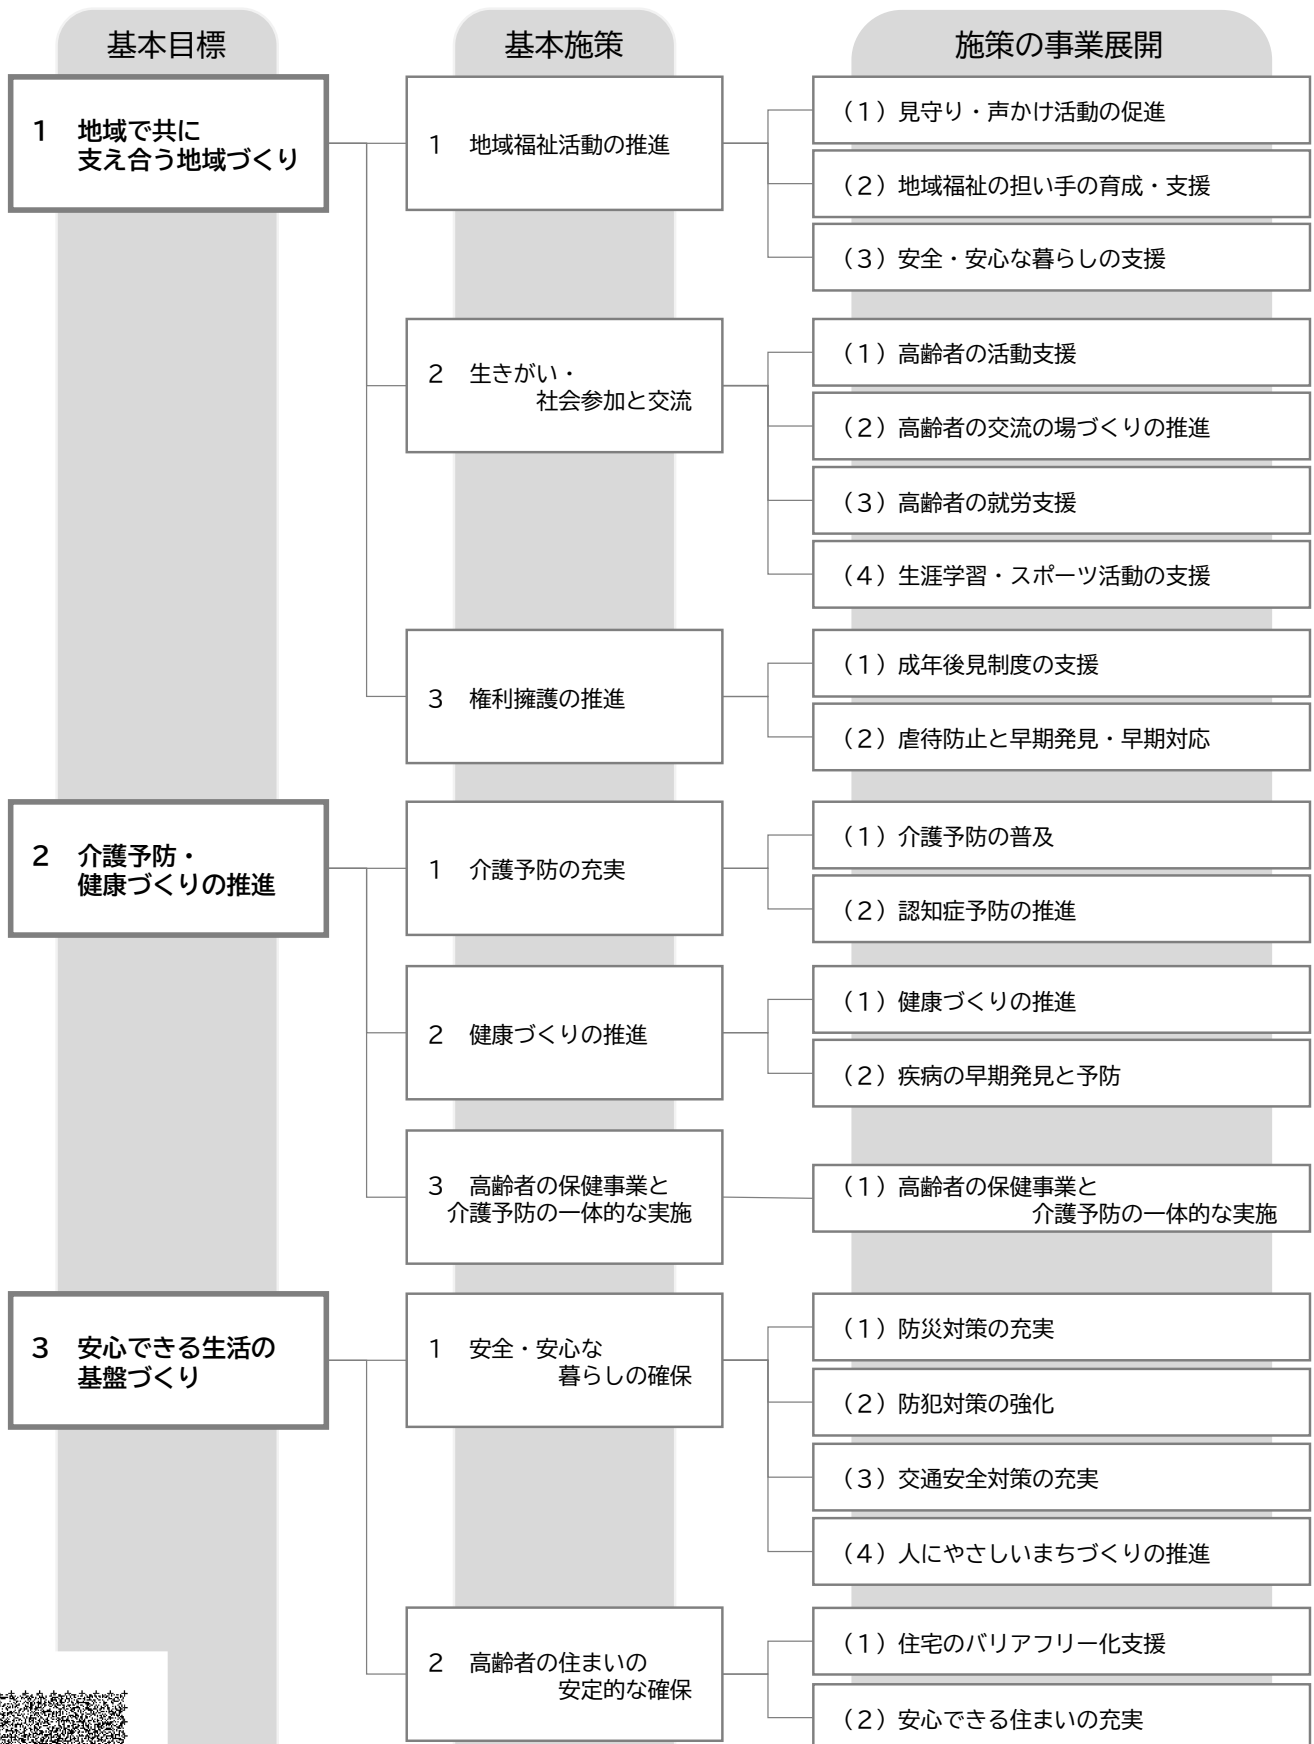 基本目標
基本施策
施策の事業展開
1 地域で共に
支え合う地域づくり
1 地域福祉活動の推進
（1）見守り・声かけ活動の促進
（2）地域福祉の担い手の育成・支援
（3）安全・安心な暮らしの支援
2 生きがい・
社会参加と交流
（1）高齢者の活動支援
（2）高齢者の交流の場づくりの推進
（3）高齢者の就労支援
（4）生涯学習・スポーツ活動の支援
3 権利擁護の推進
（1）成年後見制度の支援
（2）虐待防止と早期発見・早期対応
2 介護予防・
健康づくりの推進
1 介護予防の充実
（1）介護予防の普及
（2）認知症予防の推進
2 健康づくりの推進
（1）健康づくりの推進
（2）疾病の早期発見と予防
3 高齢者の保健事業と
介護予防の一体的な実施
（1）高齢者の保健事業と
介護予防の一体的な実施
3 安心できる生活の
基盤づくり
1 安全・安心な
暮らしの確保
（1）防災対策の充実
（2）防犯対策の強化
（3）交通安全対策の充実
（4）人にやさしいまちづくりの推進
2 高齢者の住まいの
安定的な確保
（1）住宅のバリアフリー化支援
（2）安心できる住まいの充実